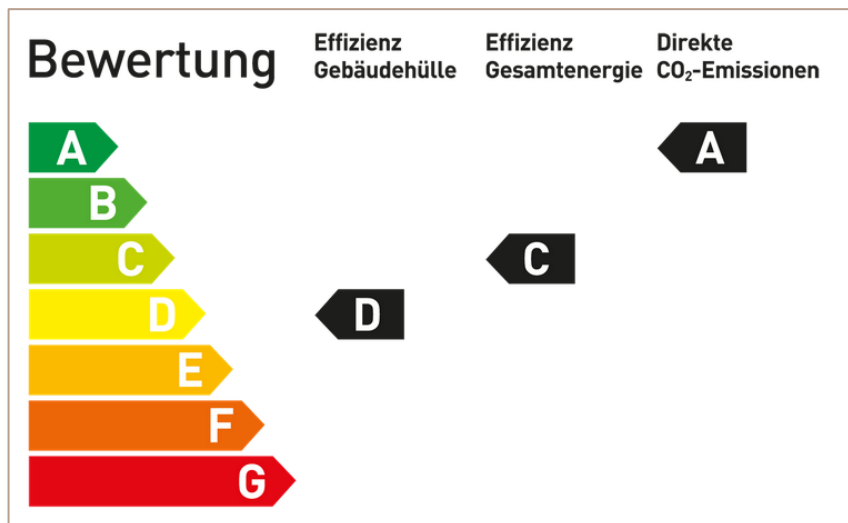 Bewertung
Effizienz
Gebäudehülle
Effizienz
Gesamtenergie
Direkte
CO₂-Emissionen
A
A
B
C
C
D
D
E
F
G